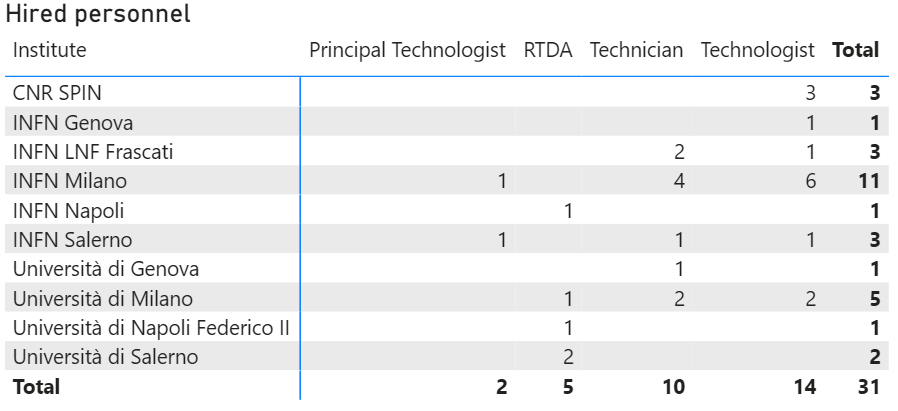 Hired personnel
Institute Principal Technologist RTDA Technician Technologist Total
CNR SPIN 3 3
INFN Genova 1 1
INFN LNF Frascati 2 1 3
INFN Milano 1 4 6 11
INFN Napoli 1 1
INFN Salerno 1 1 1 3
Università di Genova 1 1
Università di Milano 1 2 2 5
Università di Napoli Federico II 1 1
Università di Salerno 2 2
Total 2 5 10 14 31